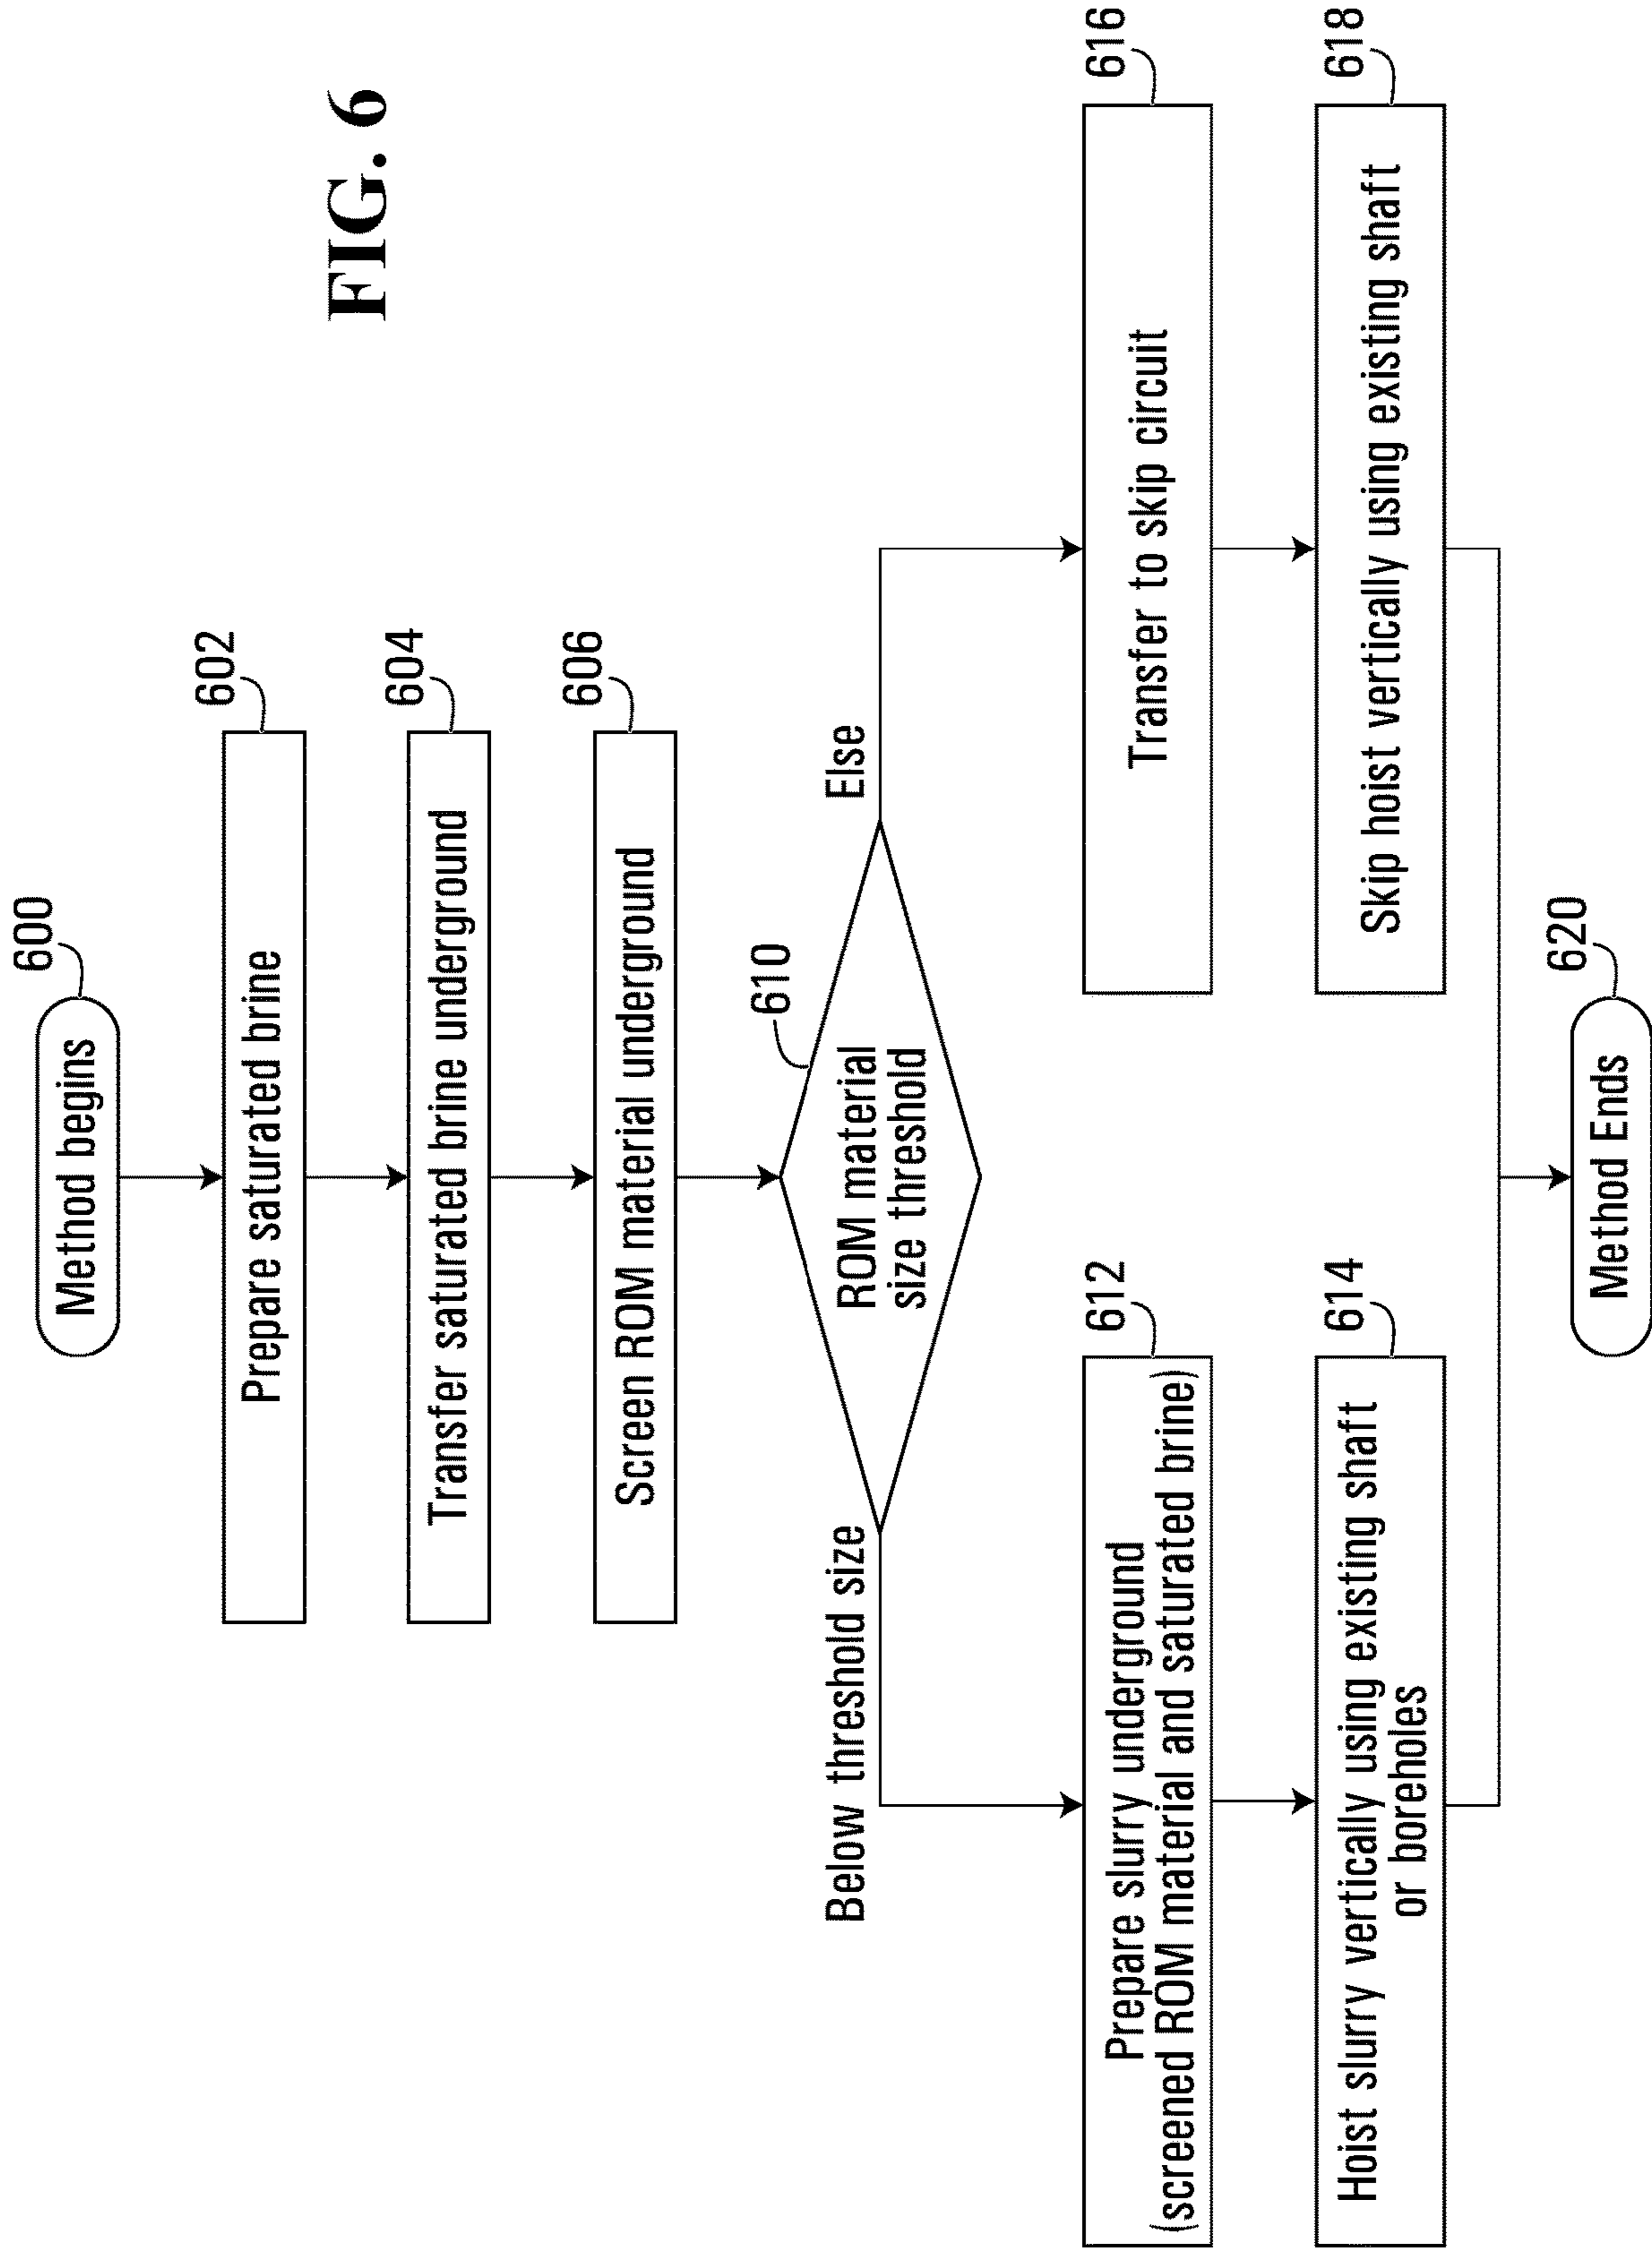 600
Method begins
602
Prepare saturated brine
604
Transfer saturated brine underground
606
Screen ROM material underground
610
ROM material
size threshold
Below threshold size
Else
612
Prepare slurry underground
(screened ROM material and saturated brine)
614
Hoist slurry vertically using existing shaft
or boreholes
616
Transfer to skip circuit
618
Skip hoist vertically using existing shaft
620
Method Ends
FIG. 6